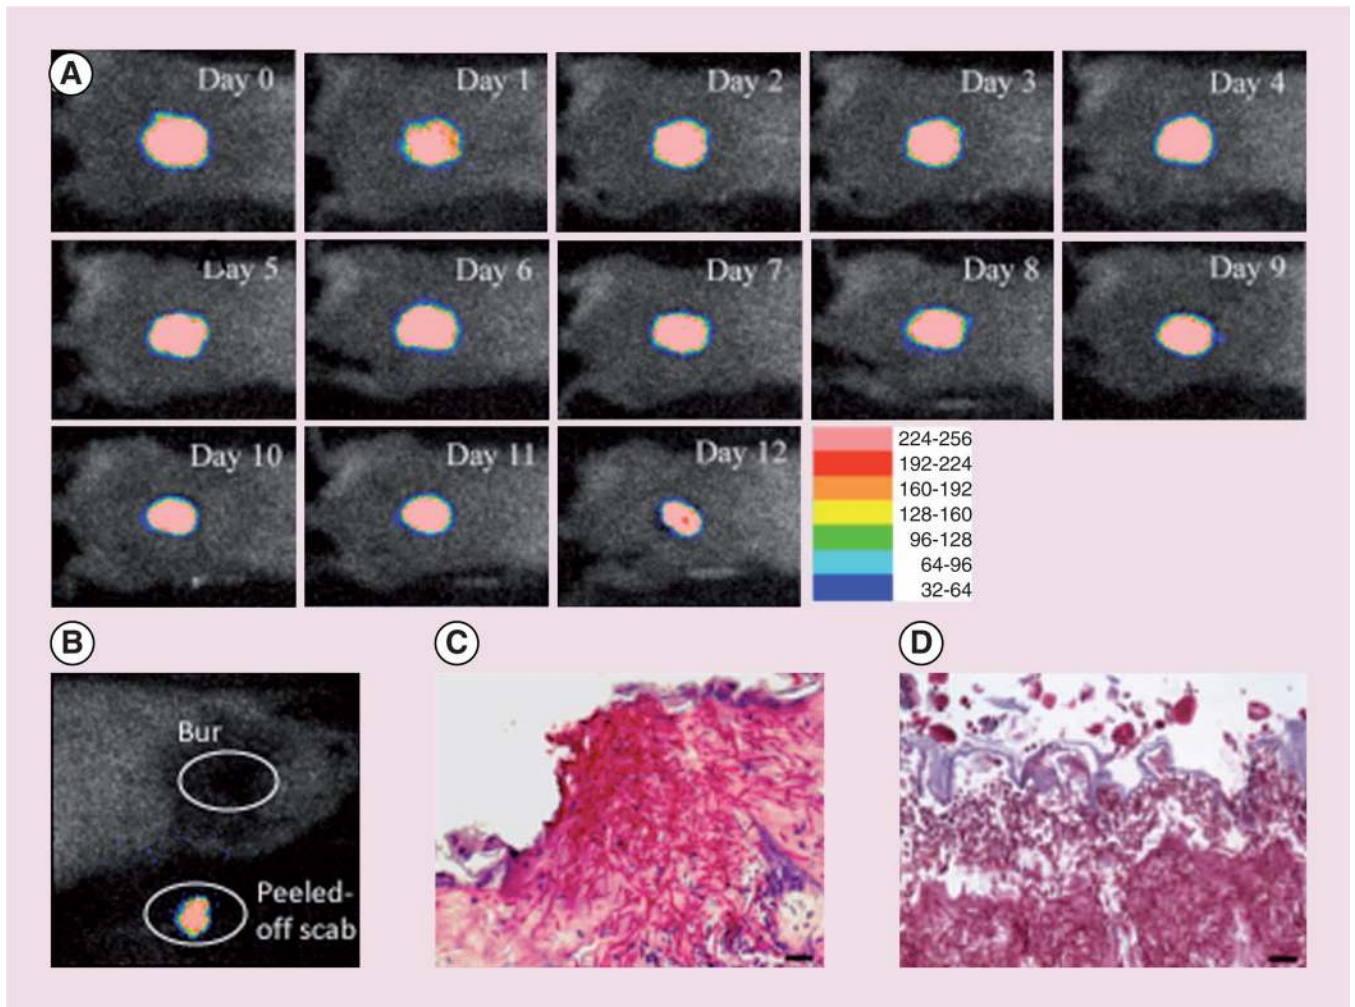 A
Day 0
Day 1
Day 2
Day 3
Day 4
Day 5
Day 6
Day 7
Day 8
Day 9
Day 10
Day 11
Day 12
224-256
192-224
160-192
128-160
96-128
64-96
32-64
B
Bur
Peeled-
off scab
C
D